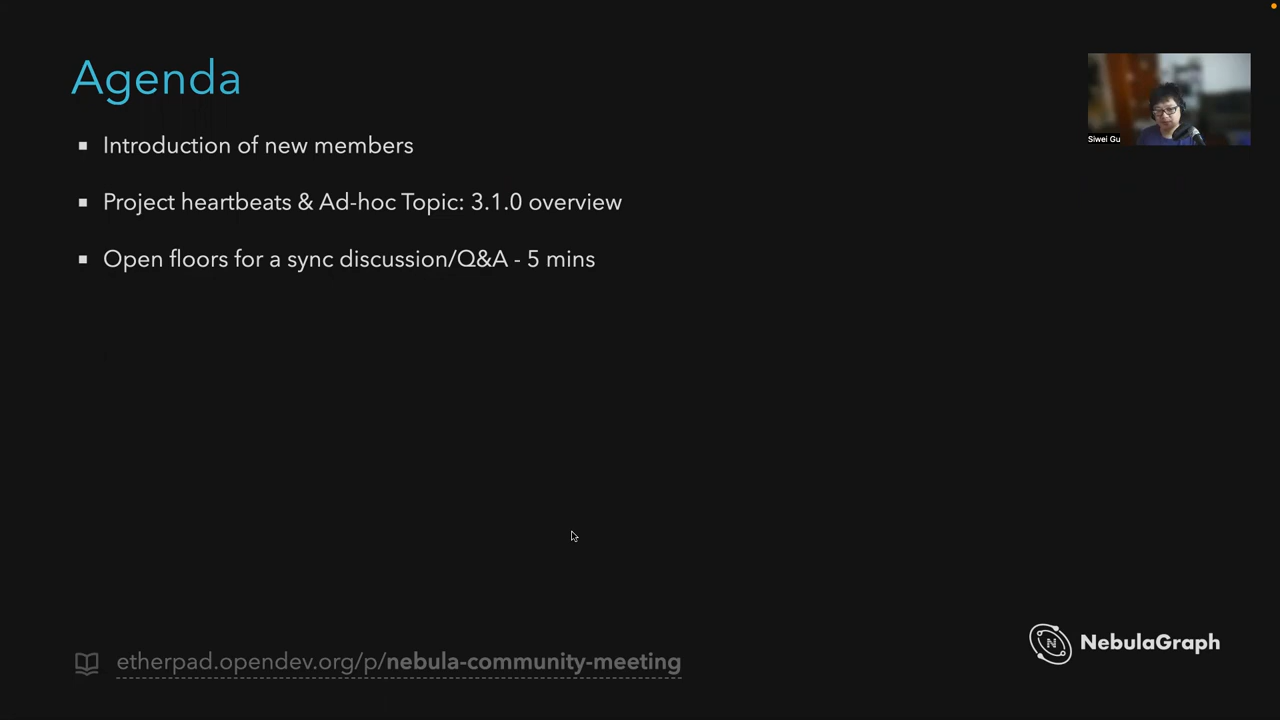 Agenda
Siwei Gu
▪ Introduction of new members
▪ Project heartbeats & Ad-hoc Topic: 3.1.0 overview
▪ Open floors for a sync discussion/Q&A - 5 mins
etherpad.opendev.org/p/nebula-community-meeting
N NebulaGraph